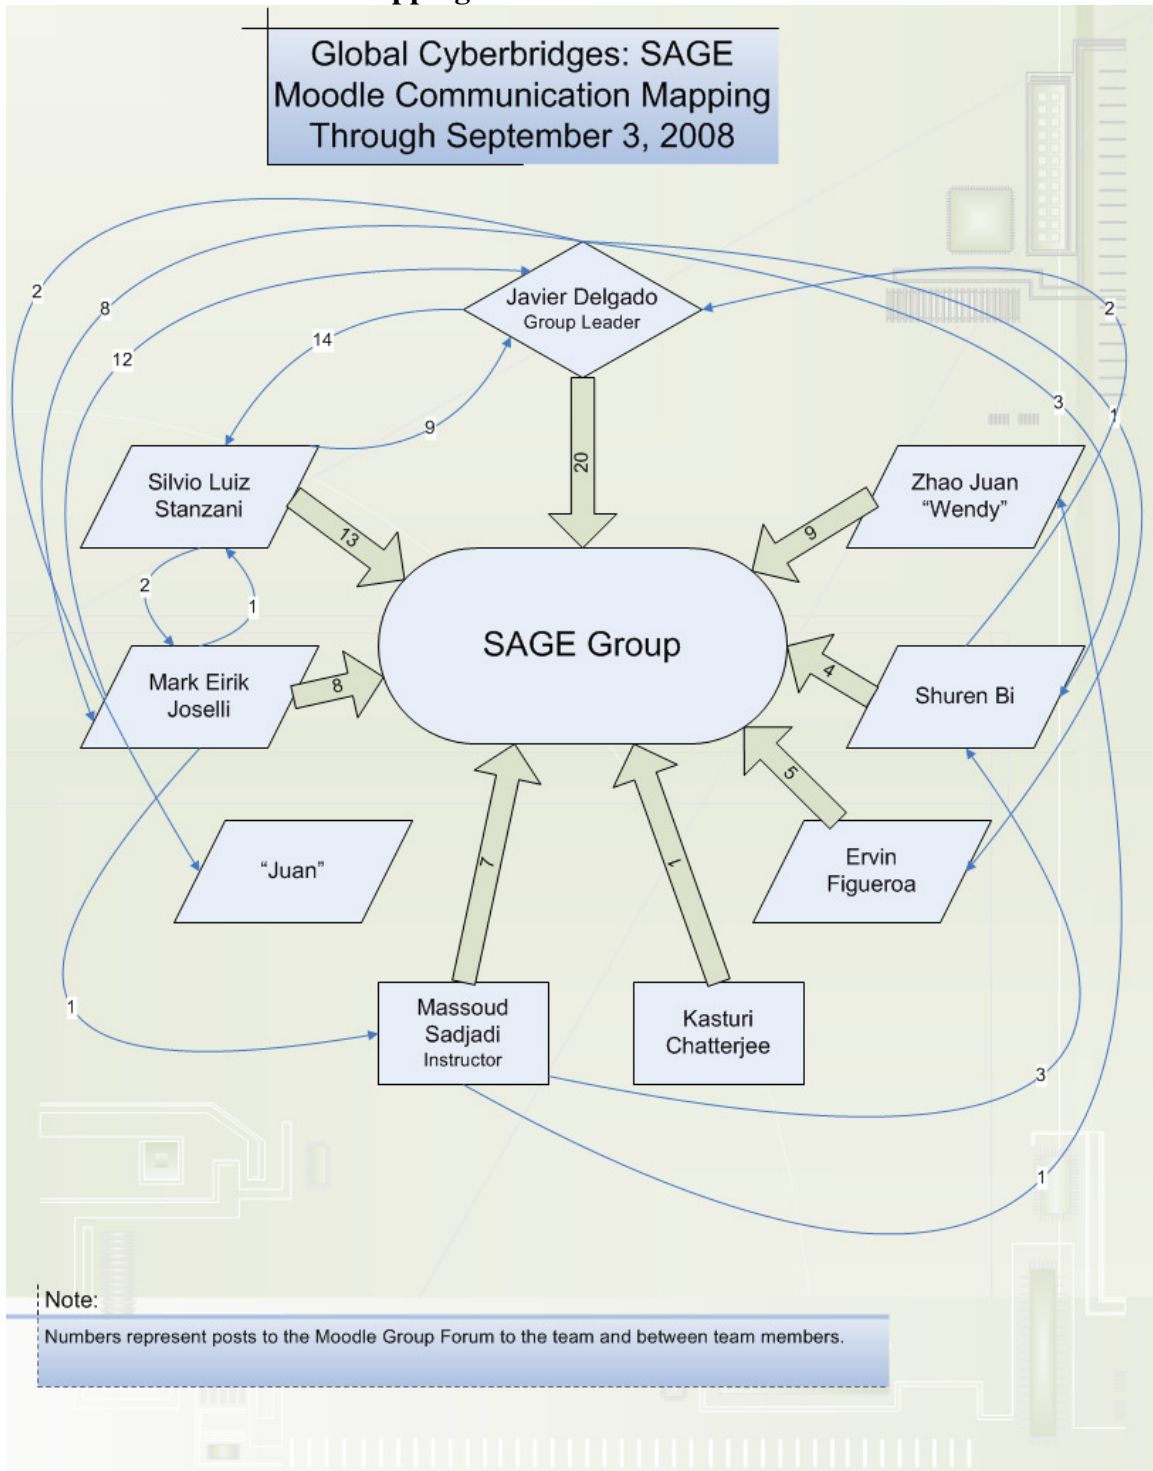 pping
Global Cyberbridges: SAGE
Moodle Communication Mapping
Through September 3, 2008
2
8
12
14
9
Javier Delgado
Group Leader
2
3
1
20
Silvio Luiz
Stanzani
13
Zhao Juan
“Wendy”
9
2
1
SAGE Group
Mark Eirik
Joselli
8
4
Shuren Bi
5
“Juan”
7
1
Ervin
Figueroa
1
Massoud
Sadjadi
Instructor
Kasturi
Chatterjee
3
1
Note:
Numbers represent posts to the Moodle Group Forum to the team and between team members.